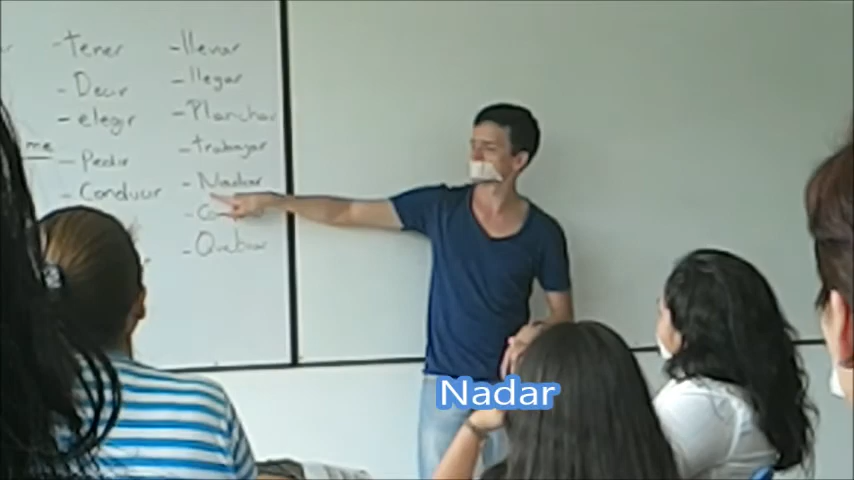 - Tener
- Decir
- elegir
me
- Pedir
- Conducir
- llevar
- llegar
- Planchar
- trabajar
- Nadar
- Quebrar
Nadar